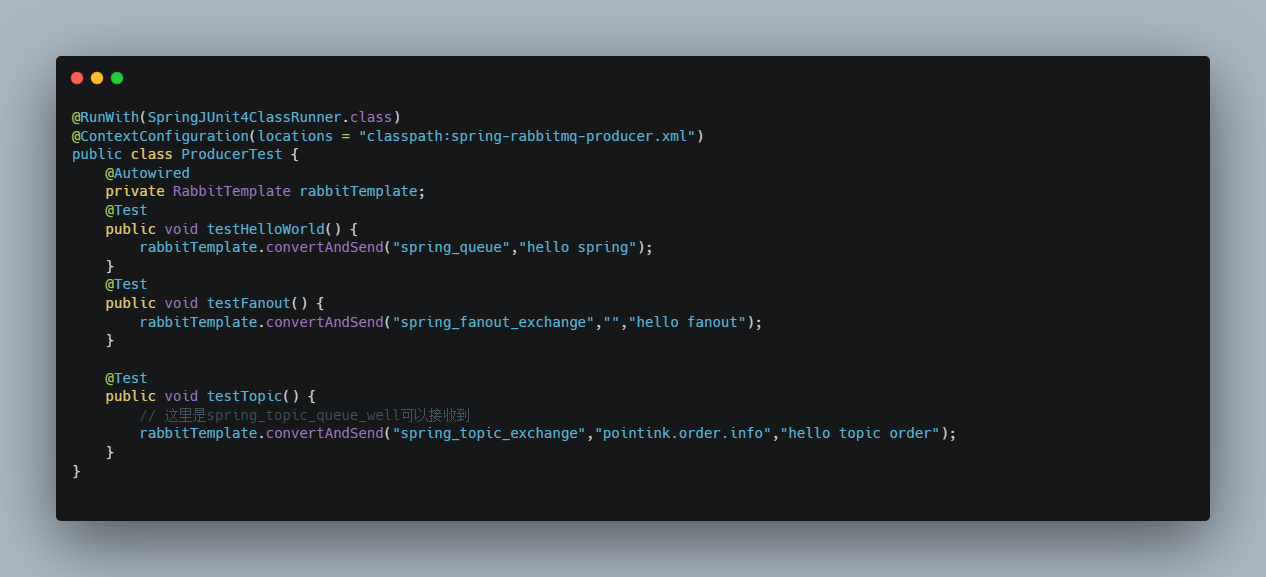 @RunWith(SpringJUnit4ClassRunner.class)
@ContextConfiguration(locations = "classpath:spring-rabbitmq-producer.xml")
public class ProducerTest {
    @Autowired
    private RabbitTemplate rabbitTemplate;
    @Test
    public void testHelloWorld() {
        rabbitTemplate.convertAndSend("spring_queue","hello spring");
    }
    @Test
    public void testFanout() {
        rabbitTemplate.convertAndSend("spring_fanout_exchange","","hello fanout");
    }

    @Test
    public void testTopic() {
        // 这里是spring_topic_queue_well可以接收到
        rabbitTemplate.convertAndSend("spring_topic_exchange","pointink.order.info","hello topic order");
    }
}